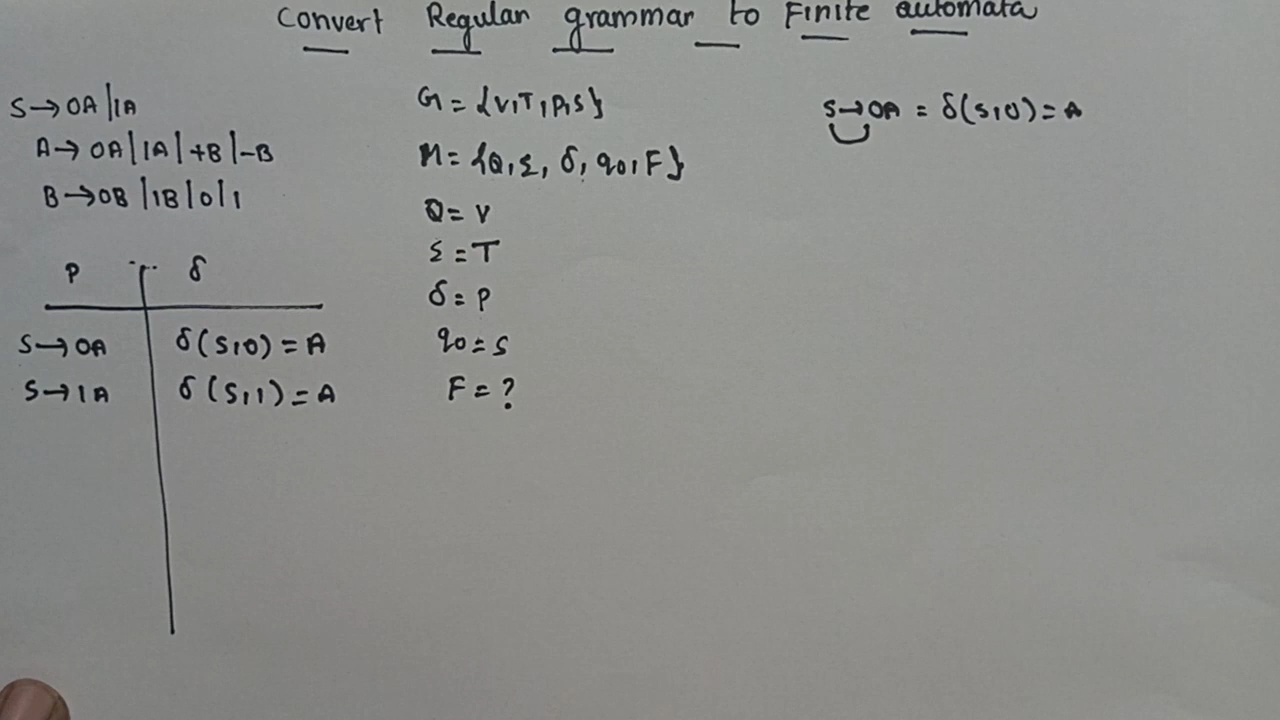 Convert Regular grammar to Finite automata
S→0A|1A
A→0A|1A|+B|-B
B→0B|1B|0|1
P δ
S→0A δ(S,0)=A
S→1A δ(S,1)=A
G={V,T,P,S}
M={Q,Σ,δ,q0,F}
Q=V
Σ=T
δ=P
q0=S
F=?
S→0A=δ(S,0)=A